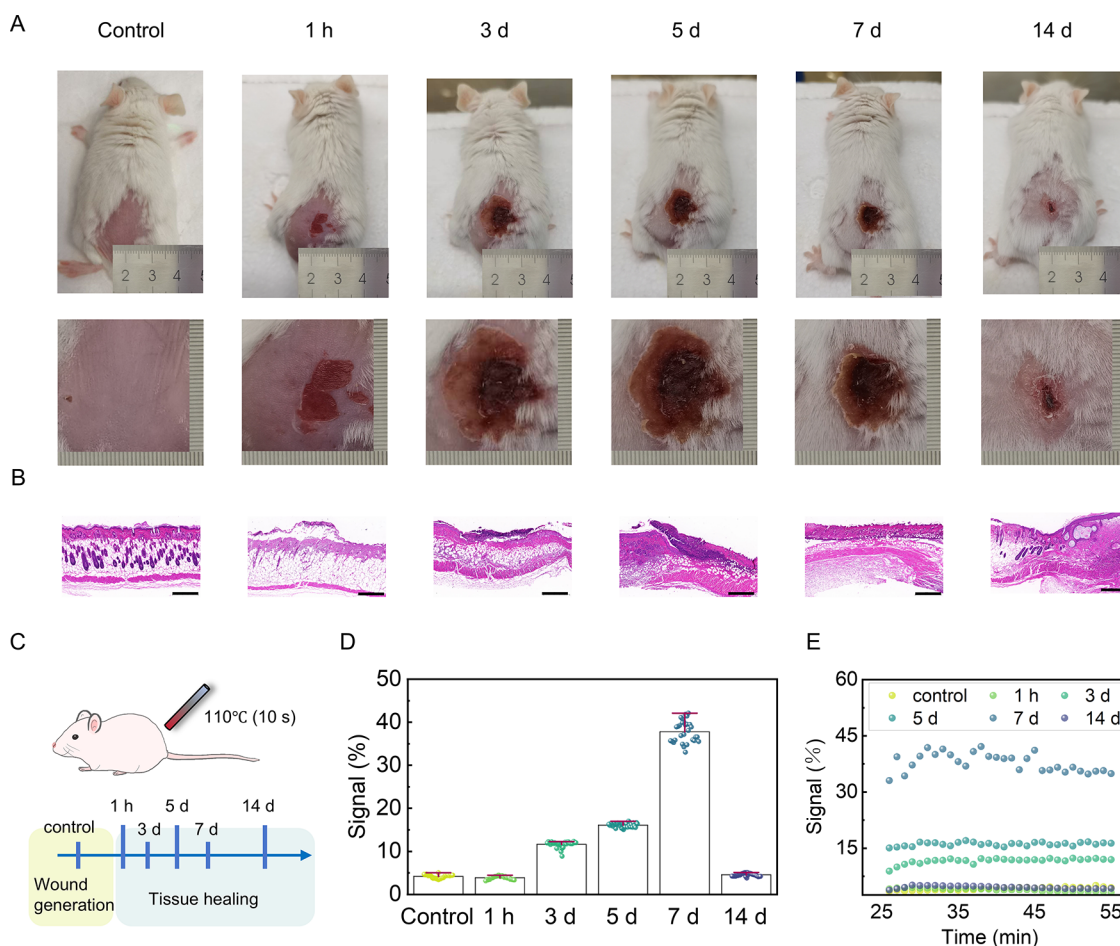 A
Control 1 h 3 d 5 d 7 d 14 d
2 3 4 5
2 3 4 5
2 3 4 5
2 3 4 5
2 3 4 5
2 3 4
B
C
110℃ (10 s)
1 h 5 d 14 d
control 3 d 7 d
Wound generation
Tissue healing
D
Signal (%)
50
40
30
20
10
0
Control 1 h 3 d 5 d 7 d 14 d
E
Signal (%)
60
45
30
15
control 1 h 3 d
5 d 7 d 14 d
25 35 45 55
Time (min)